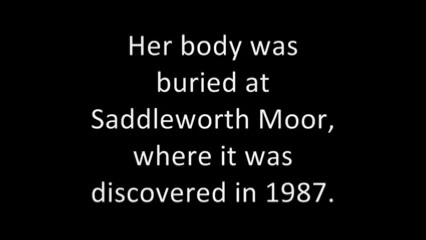 Her body was
buried at
Saddleworth Moor,
where it was
discovered in 1987.